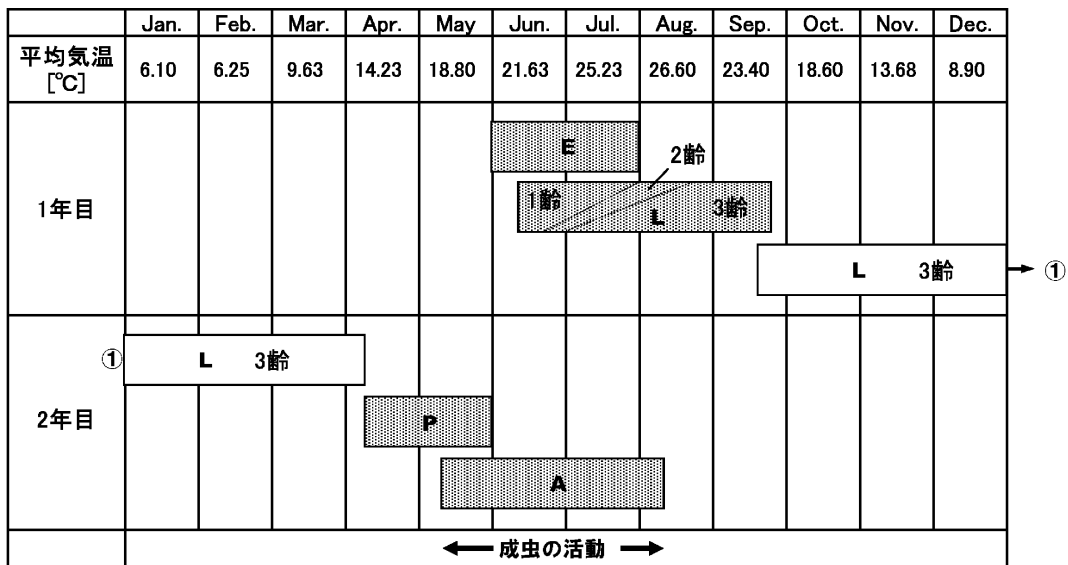 Jan. Feb. Mar. Apr. May Jun. Jul. Aug. Sep. Oct. Nov. Dec.
平均気温
[℃] 6.10 6.25 9.63 14.23 18.80 21.63 25.23 26.60 23.40 18.60 13.68 8.90
E
2齢
1齢 L 3齢
1年目
L 3齢 ①
① L 3齢
2年目 P
A
成虫の活動